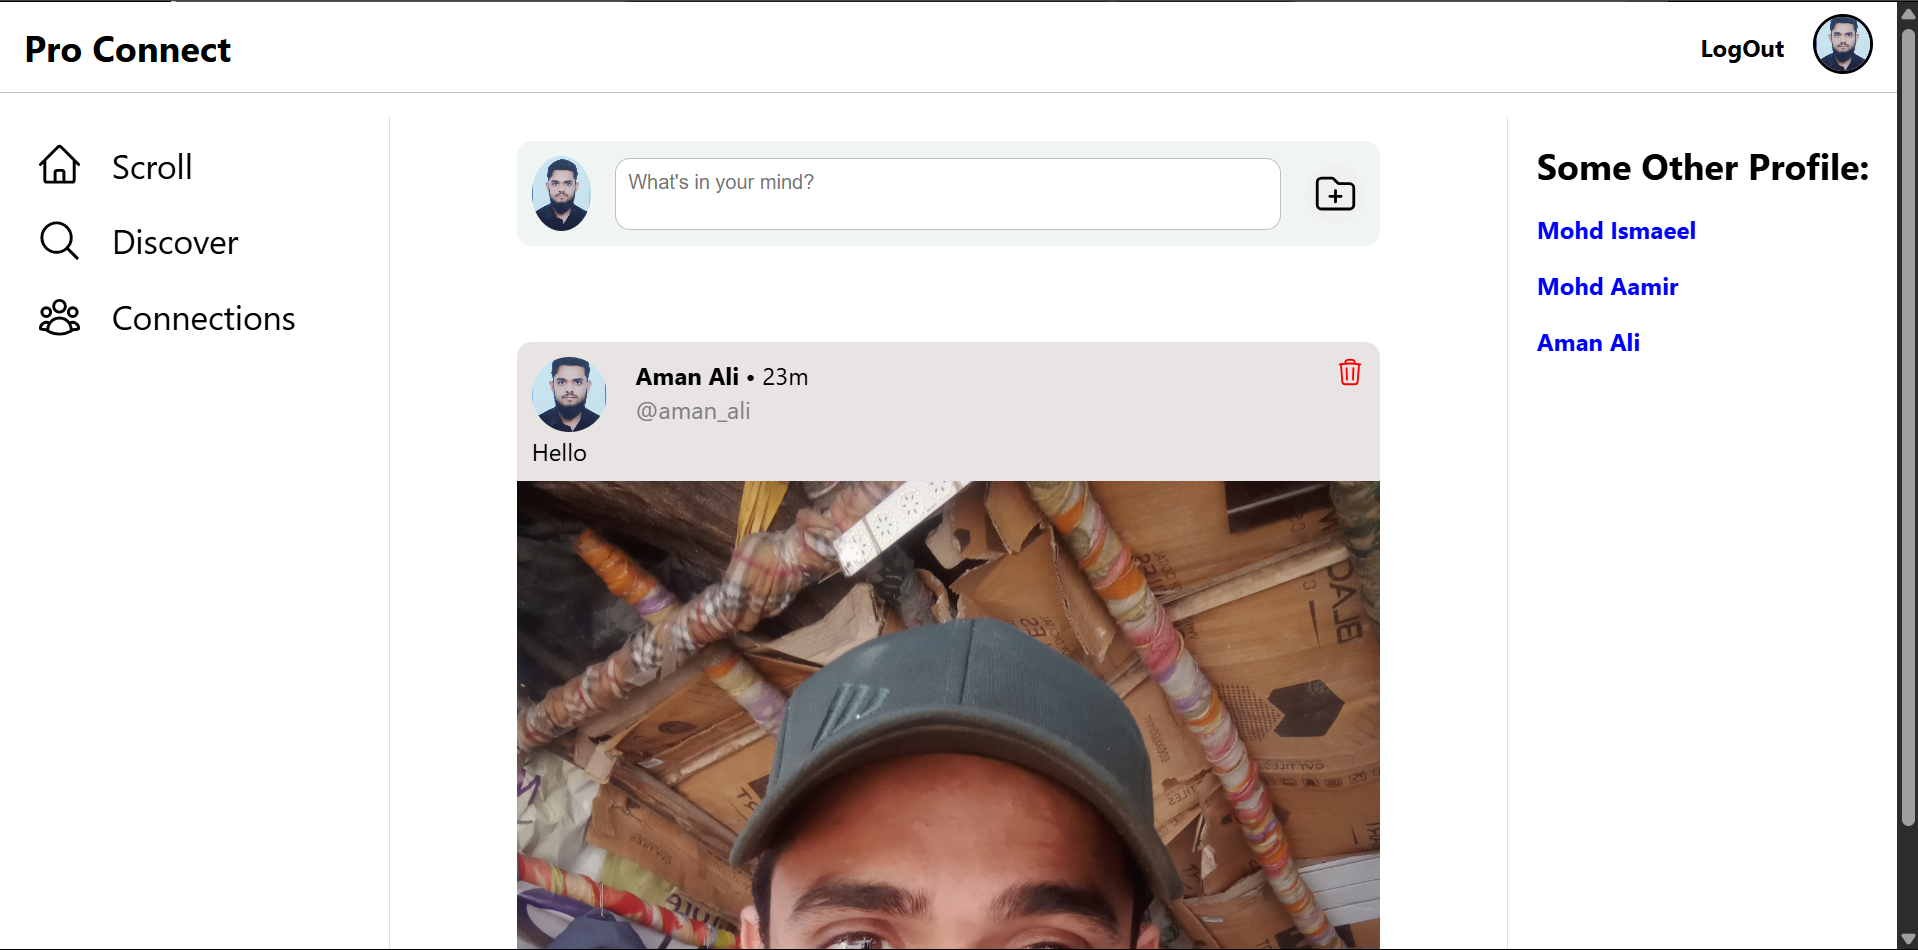 Pro Connect
LogOut
Scroll
Discover
Connections
What's in your mind?
Aman Ali • 23m
@aman_ali
Hello
Some Other Profile:
Mohd Ismaeel
Mohd Aamir
Aman Ali